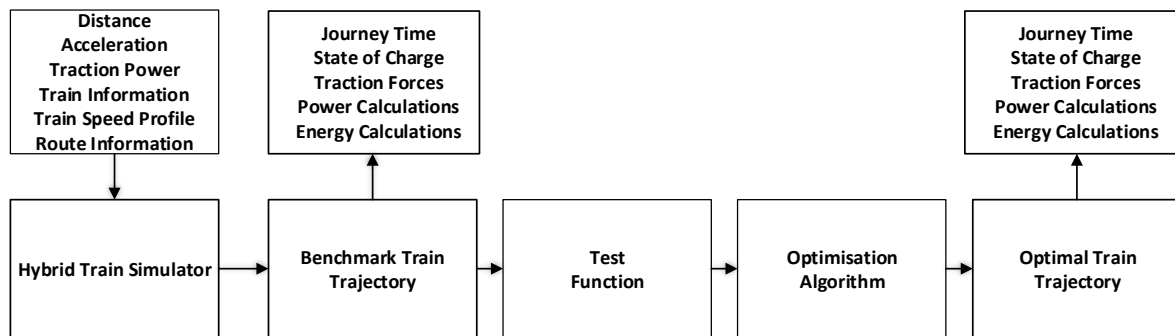 Distance
Acceleration
Traction Power
Train Information
Train Speed Profile
Route Information
Journey Time
State of Charge
Traction Forces
Power Calculations
Energy Calculations
Journey Time
State of Charge
Traction Forces
Power Calculations
Energy Calculations
Hybrid Train Simulator
Benchmark Train
Trajectory
Test
Function
Optimisation
Algorithm
Optimal Train
Trajectory